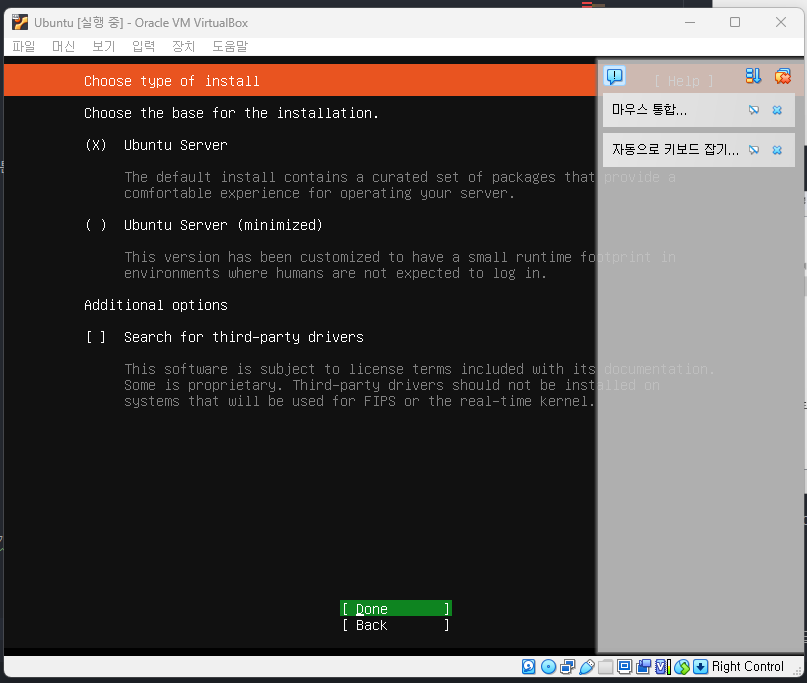 Ubuntu [실행 중] - Oracle VM VirtualBox
파일 머신 보기 입력 장치 도움말
Choose type of install [ Help ]
마우스 통합...
자동으로 키보드 잡기...
Choose the base for the installation.
(X) Ubuntu Server
The default install contains a curated set of packages that provide a
comfortable experience for operating your server.
( ) Ubuntu Server (minimized)
This version has been customized to have a small runtime footprint in
environments where humans are not expected to log in.
Additional options
[ ] Search for third-party drivers
This software is subject to license terms included with its documentation.
Some is proprietary. Third-party drivers should not be installed on
systems that will be used for FIPS or the real-time kernel.
[ Done ]
[ Back ]
Right Control